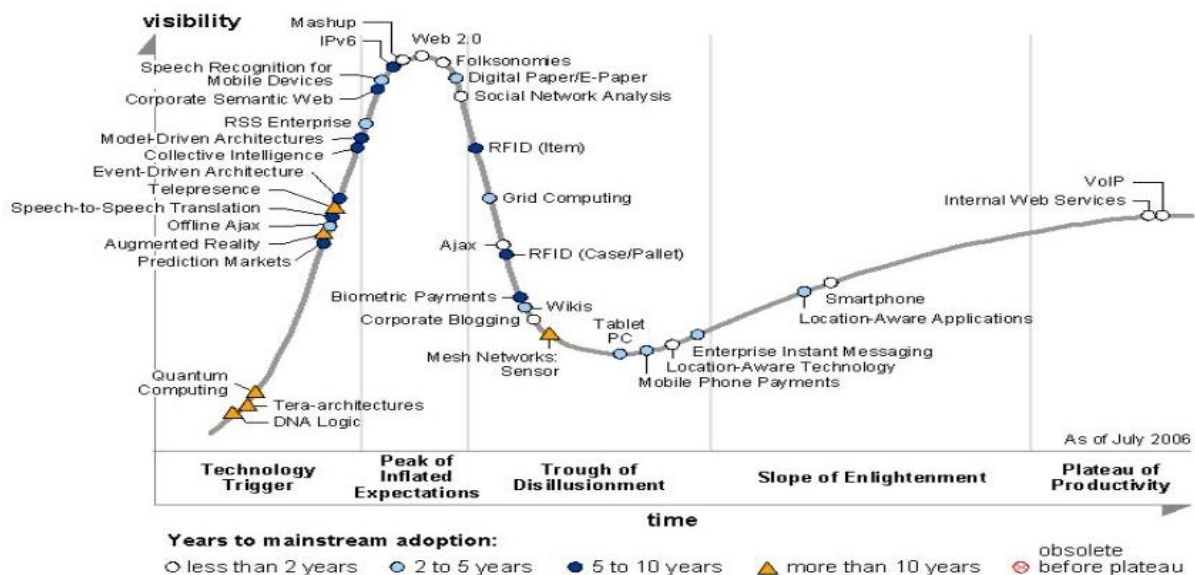 visibility
Mashup
IPv6
Web 2.0
Folksonomies
Speech Recognition for
Mobile Devices
Digital Paper/E-Paper
Corporate Semantic Web
Social Network Analysis
RSS Enterprise
Model-Driven Architectures
Collective Intelligence
RFID (Item)
Event-Driven Architecture
Telepresence
Speech-to-Speech Translation
Grid Computing
Offline Ajax
Augmented Reality
Prediction Markets
Ajax
RFID (Case/Pallet)
VoIP
Internal Web Services
Biometric Payments
Wikis
Corporate Blogging
Mesh Networks:
Sensor
Tablet
PC
Smartphone
Location-Aware Applications
Enterprise Instant Messaging
Location-Aware Technology
Mobile Phone Payments
Quantum
Computing
Tera-architectures
DNA Logic
As of July 2006
Technology
Trigger
Peak of
Inflated
Expectations
Trough of
Disillusionment
Slope of Enlightenment
Plateau of
Productivity
time
Years to mainstream adoption:
less than 2 years
2 to 5 years
5 to 10 years
more than 10 years
obsolete
before plateau